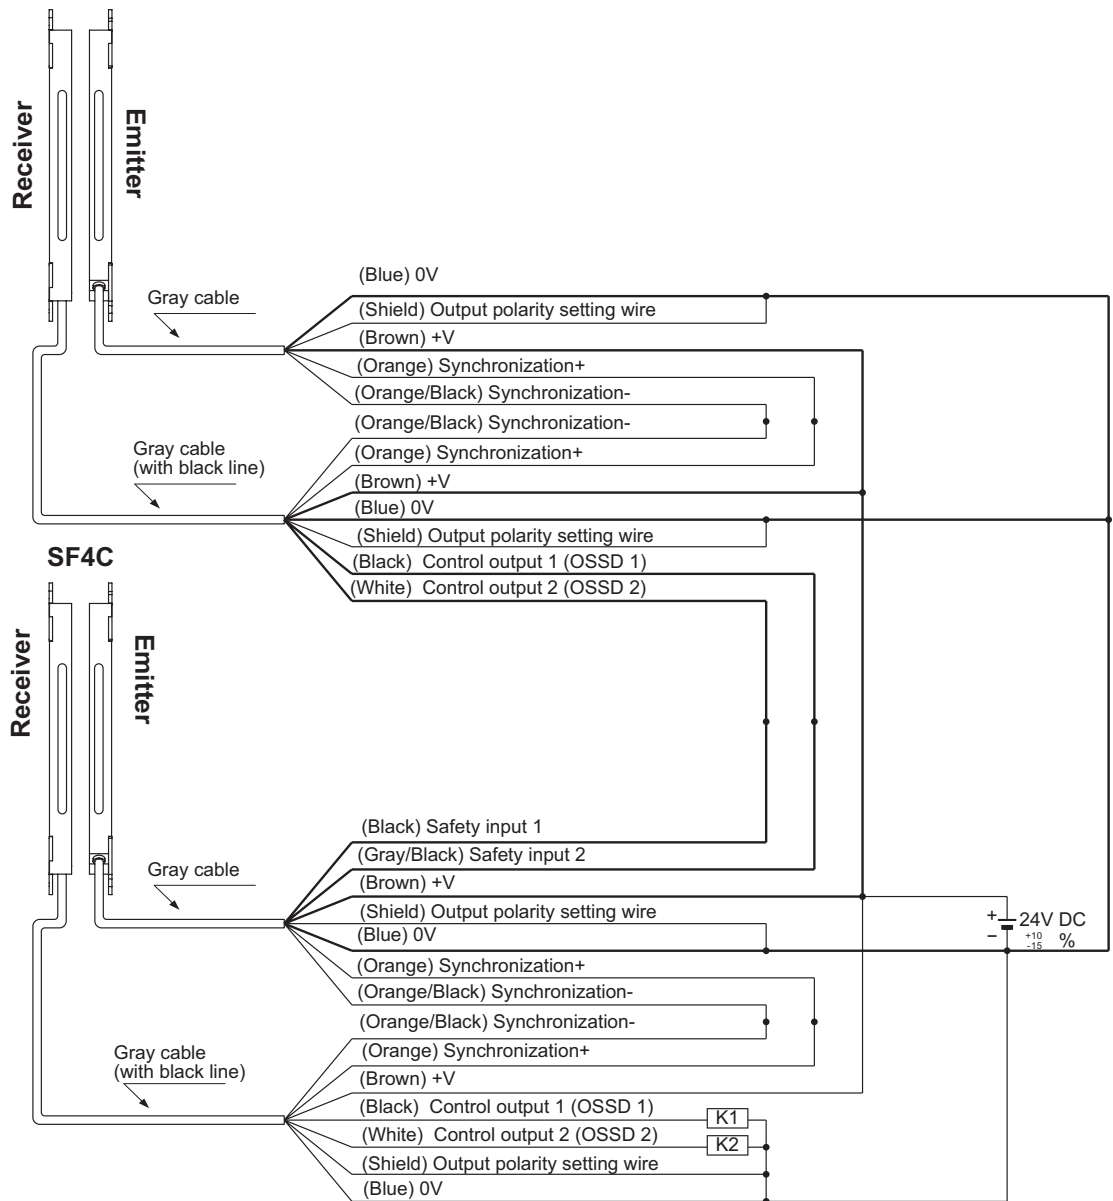 Receiver
Emitter
(Blue) 0V
Gray cable
(Shield) Output polarity setting wire
(Brown) +V
(Orange) Synchronization+
(Orange/Black) Synchronization-
(Orange/Black) Synchronization-
Gray cable
(with black line)
(Orange) Synchronization+
(Brown) +V
(Blue) 0V
(Shield) Output polarity setting wire
SF4C
(Black) Control output 1 (OSSD 1)
(White) Control output 2 (OSSD 2)
Receiver
Emitter
(Black) Safety input 1
(Gray/Black) Safety input 2
Gray cable
(Brown) +V
(Shield) Output polarity setting wire
(Blue) 0V
+ 24V DC
− +10 -15 %
(Orange) Synchronization+
(Orange/Black) Synchronization-
(Orange/Black) Synchronization-
Gray cable
(with black line)
(Orange) Synchronization+
(Brown) +V
(Black) Control output 1 (OSSD 1)
K1
(White) Control output 2 (OSSD 2)
K2
(Shield) Output polarity setting wire
(Blue) 0V